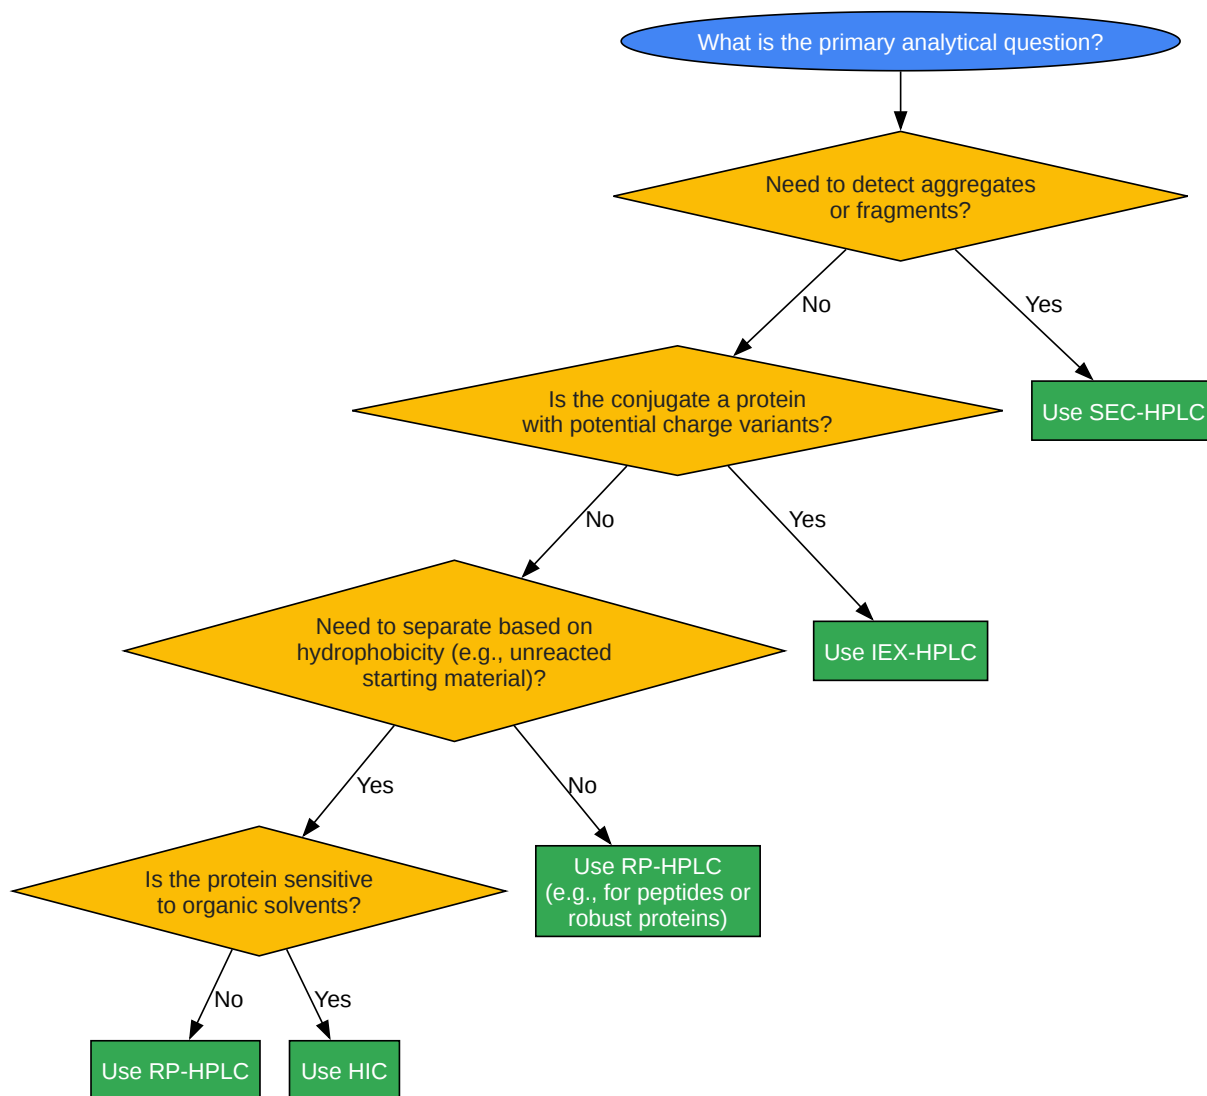 What is the primary analytical question?
Need to detect aggregates
or fragments?
No
Yes
Is the conjugate a protein
with potential charge variants?
Use SEC-HPLC
No
Yes
Need to separate based on
hydrophobicity (e.g., unreacted
starting material)?
Use IEX-HPLC
Yes
No
Is the protein sensitive
to organic solvents?
Use RP-HPLC
(e.g., for peptides or
robust proteins)
No
Yes
Use RP-HPLC
Use HIC